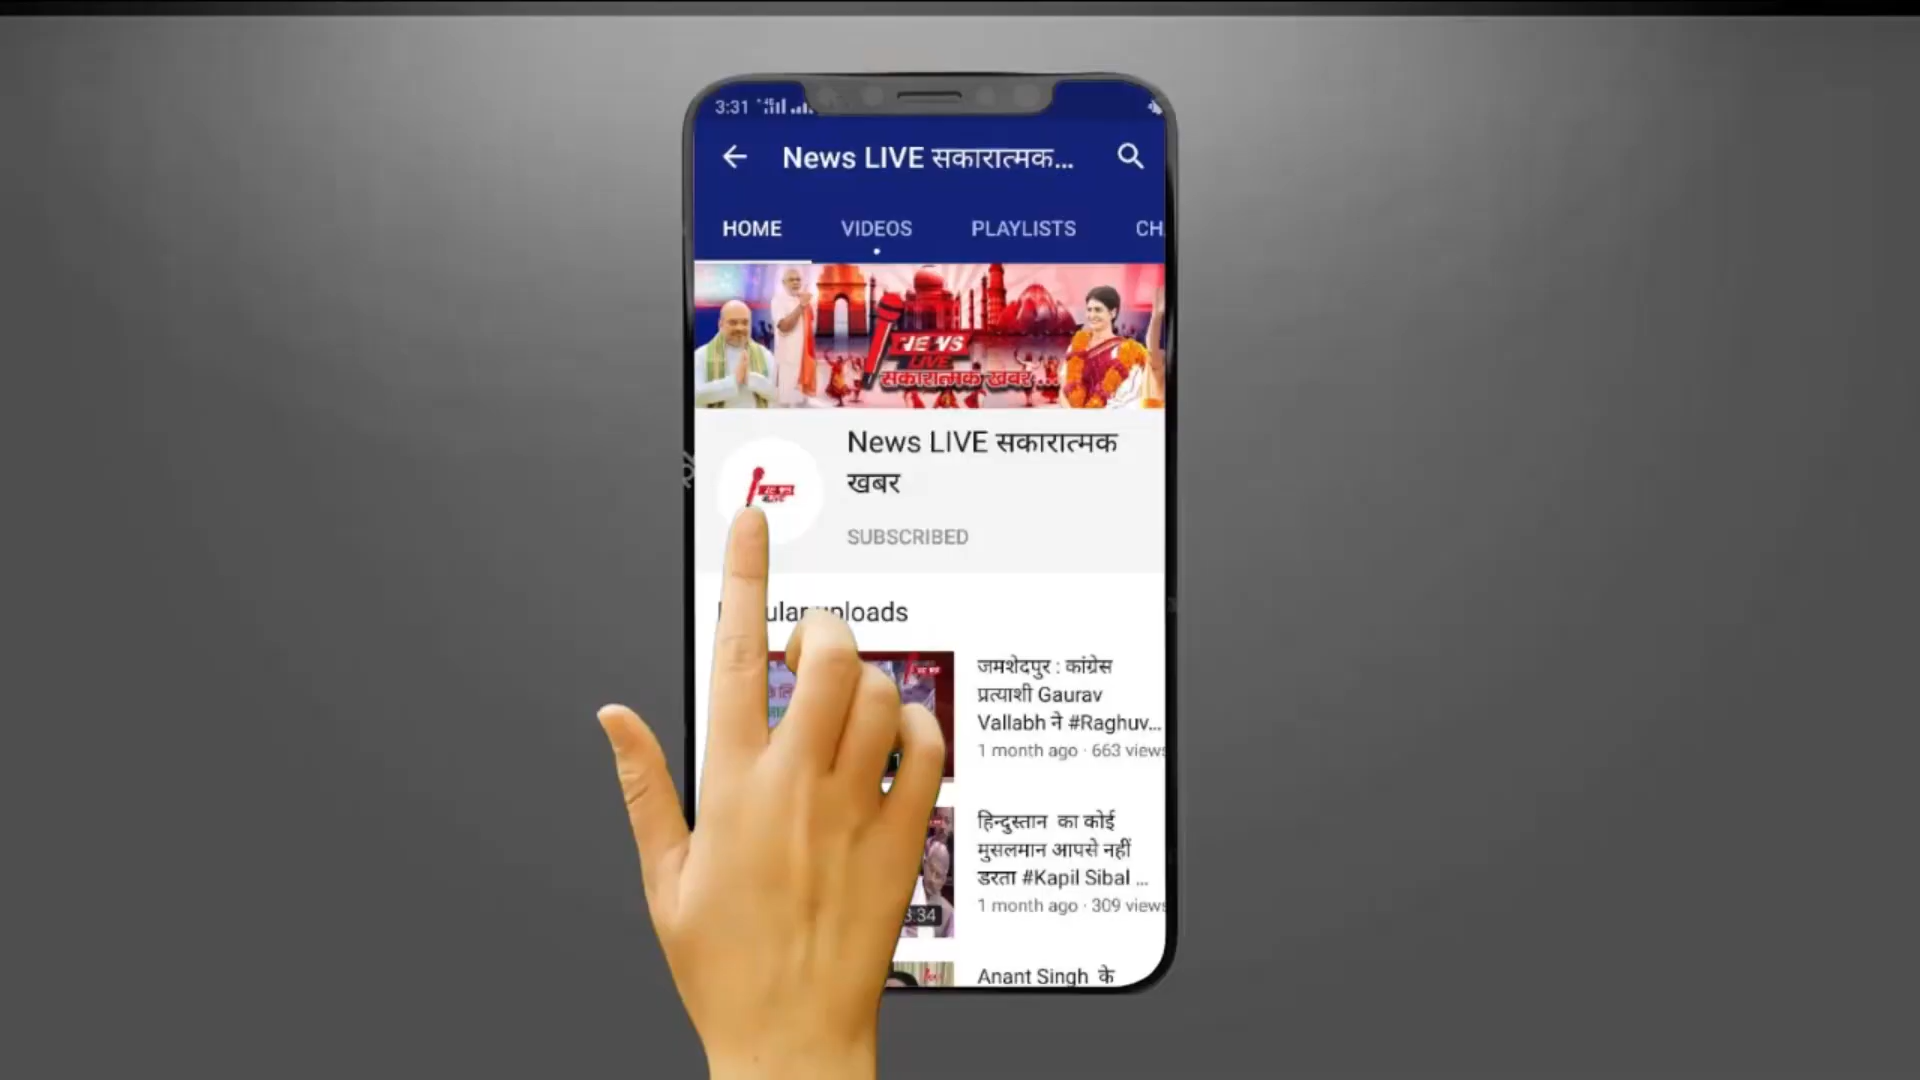 3:31
News LIVE सकारात्मक...
HOME VIDEOS PLAYLISTS CH
NEWS
LIVE
सकारात्मक खबर...
News LIVE सकारात्मक
खबर
SUBSCRIBED
uploads
जमशेदपुर : कांग्रेस
प्रत्याशी Gaurav
Vallabh ने #Raghuv...
1 month ago · 663 views
हिन्दुस्तान का कोई
मुसलमान आपसे नहीं
डरता #Kapil Sibal ...
1 month ago · 309 views
3:34
Anant Singh के